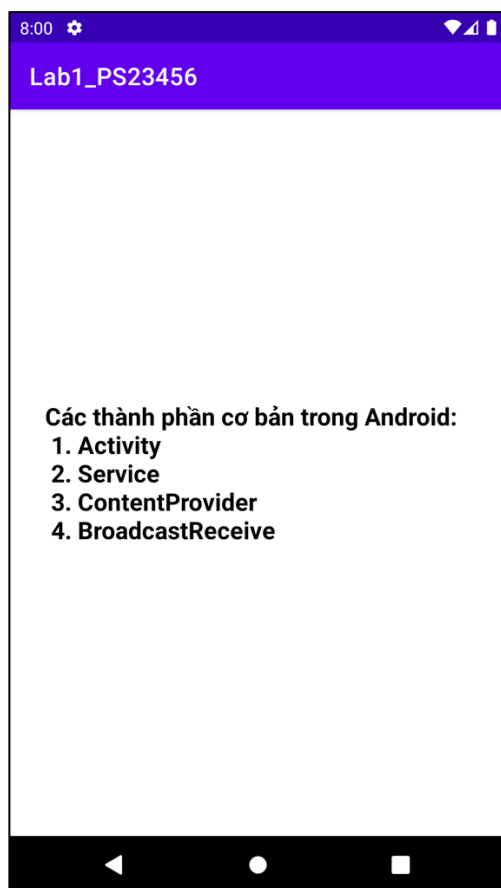 8:00
Lab1_PS23456
Các thành phần cơ bản trong Android:
1. Activity
2. Service
3. ContentProvider
4. BroadcastReceive